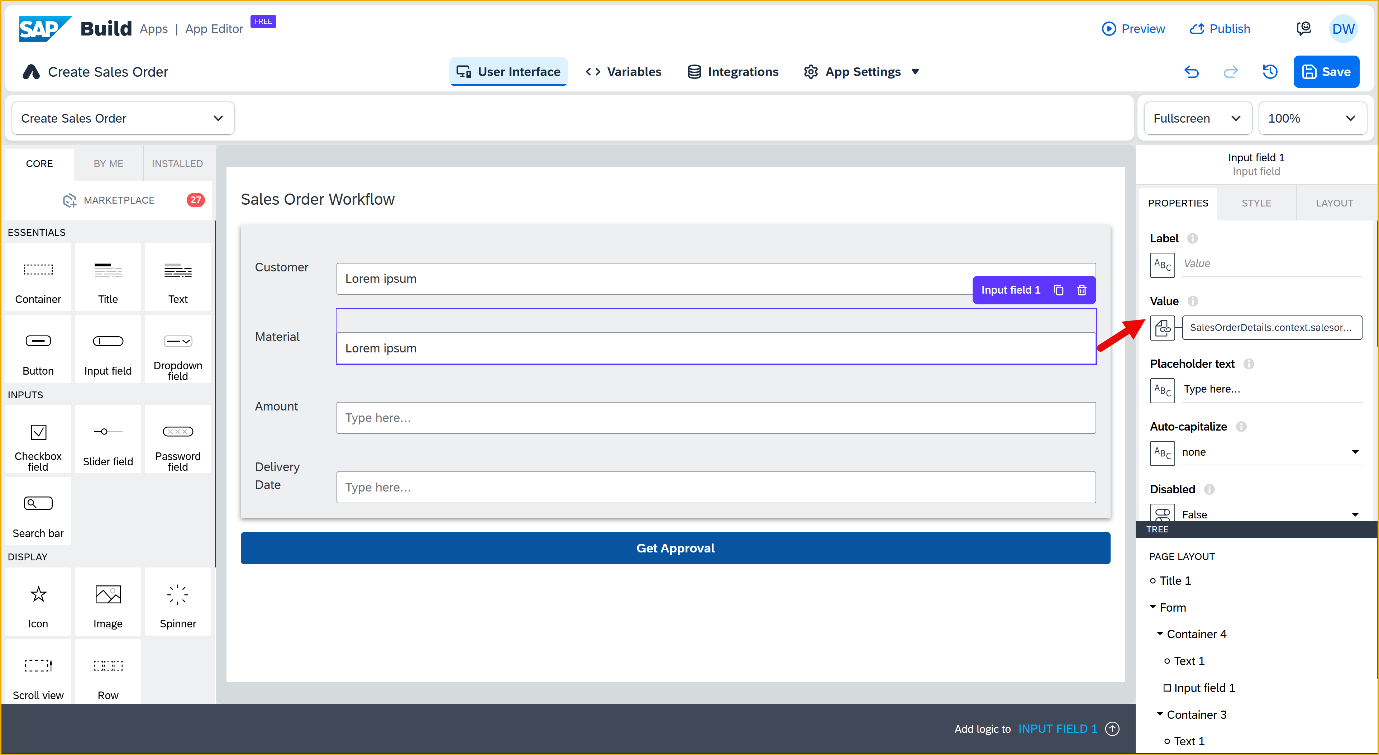 SAP Build Apps | App Editor FREE
Preview Publish DW
Create Sales Order
User Interface <> Variables Integrations App Settings
Save
Create Sales Order
Fullscreen 100%
CORE BY ME INSTALLED
MARKETPLACE 27
ESSENTIALS
Container Title Text
Button Input field Dropdown field
INPUTS
Checkbox field Slider field Password field
Search bar
DISPLAY
Icon Image Spinner
Scroll view Row
Sales Order Workflow
Customer
Lorem ipsum
Input field 1
Material
Lorem ipsum
Amount
Type here...
Delivery
Date
Type here...
Get Approval
Add logic to INPUT FIELD 1
Input field 1
Input field
PROPERTIES STYLE LAYOUT
Label
ABC Value
Value
SalesOrderDetails.context.salesor...
Placeholder text
ABC Type here...
Auto-capitalize
ABC none
Disabled
False
TREE
PAGE LAYOUT
Title 1
Form
Container 4
Text 1
Input field 1
Container 3
Text 1